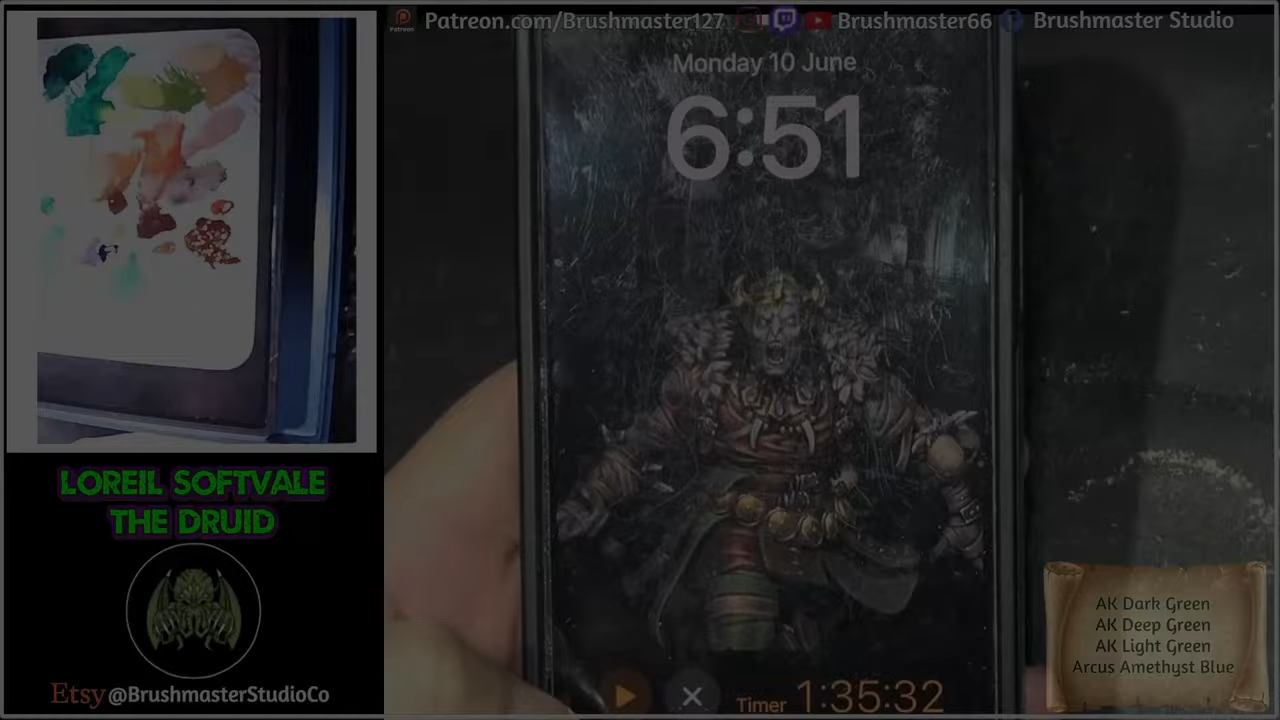 Patreon
Patreon.com/Brushmaster127
Brushmaster66
Brushmaster Studio
Monday 10 June
6:51
LOREIL SOFTVALE
THE DRUID
Etsy @BrushmasterStudioCo
Timer 1:35:32
AK Dark Green
AK Deep Green
AK Light Green
Arcus Amethyst Blue